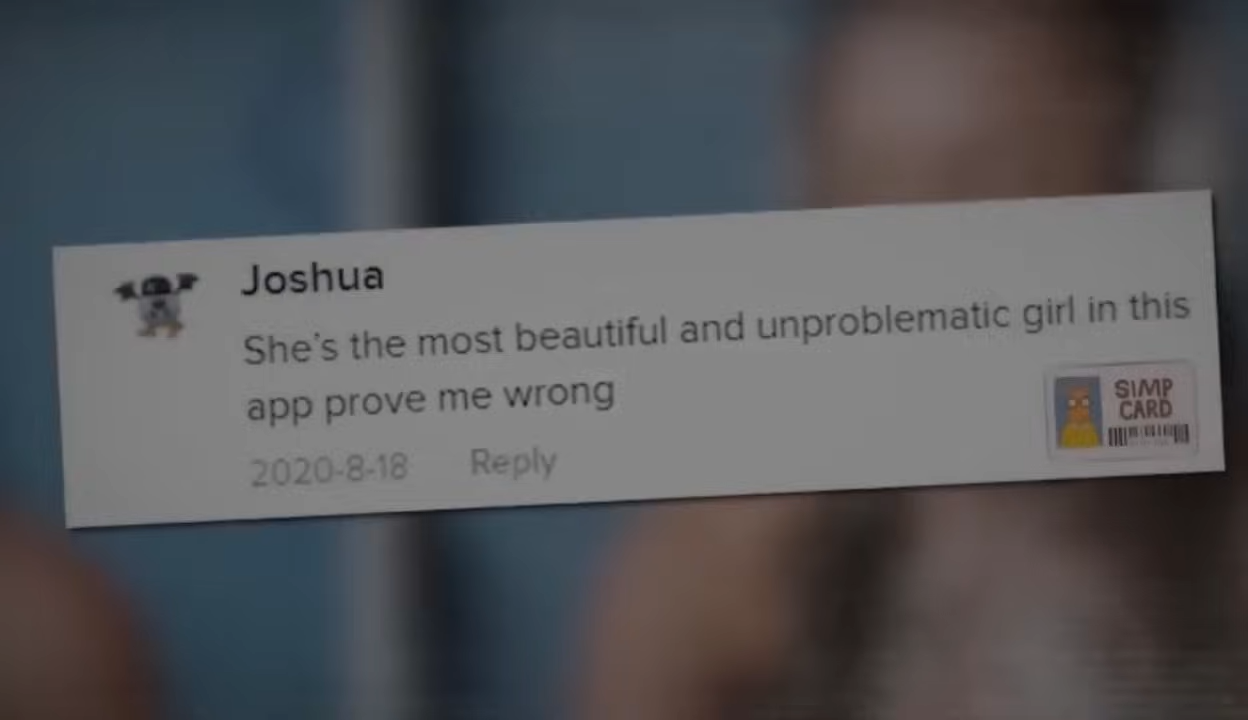 Joshua
She's the most beautiful and unproblematic girl in this
app prove me wrong
2020-8-18 Reply
SIMP
CARD